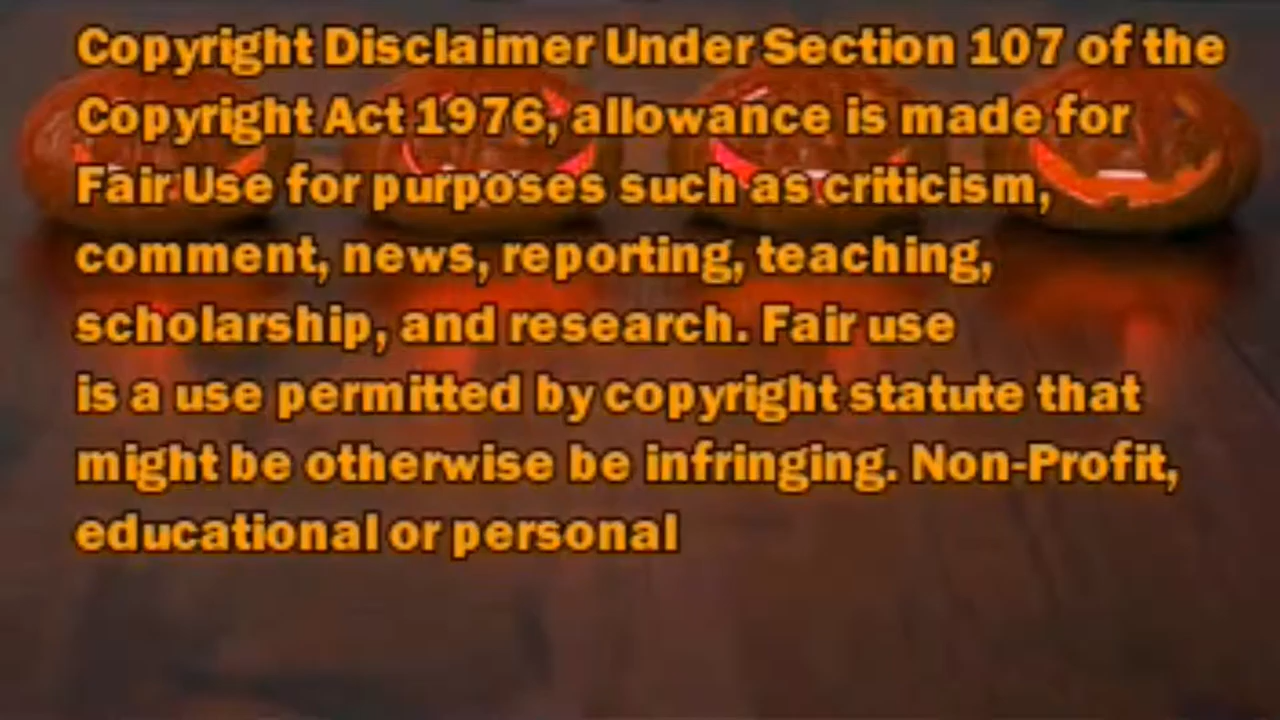 Copyright Disclaimer Under Section 107 of the
Copyright Act 1976, allowance is made for
Fair Use for purposes such as criticism,
comment, news, reporting, teaching,
scholarship, and research. Fair use
is a use permitted by copyright statute that
might be otherwise be infringing. Non-Profit,
educational or personal